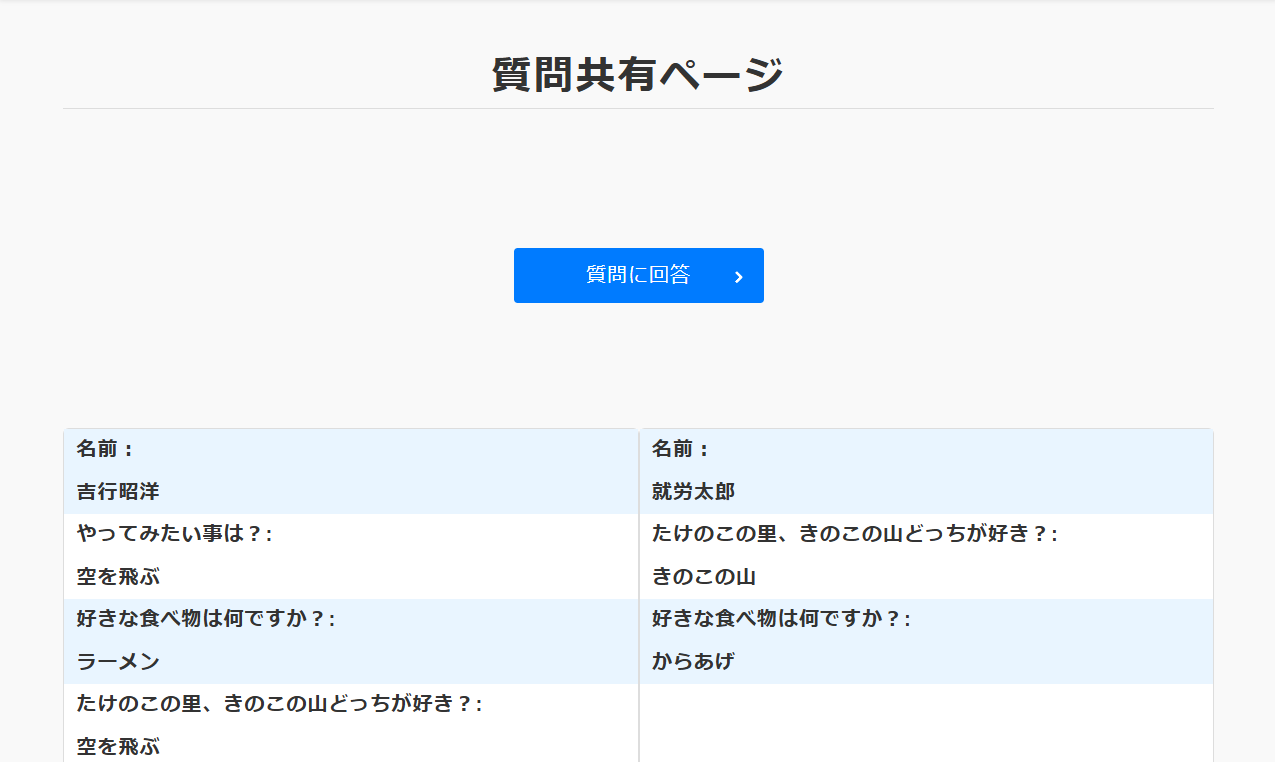 質問共有ページ
質問に回答
名前：
吉行昭洋
やってみたい事は？:
空を飛ぶ
好きな食べ物は何ですか？:
ラーメン
たけのこの里、きのこの山どっちが好き？:
空を飛ぶ
名前：
就労太郎
たけのこの里、きのこの山どっちが好き？:
きのこの山
好きな食べ物は何ですか？:
からあげ